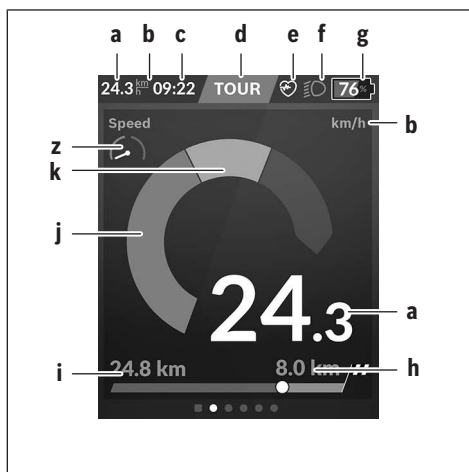 a b c d e f g
24.3 km/h 09:22 TOUR 76%
Speed km/h b
z
k
j
24.3 a
i 24.8 km 8.0 km h